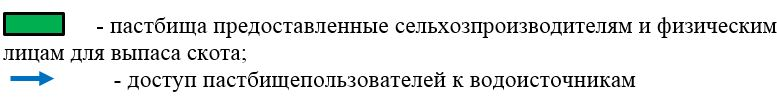 - пастбища предоставленные сельхозпроизводителям и физическим
лицам для выпаса скота;
- доступ пастбищепользователей к водоисточникам